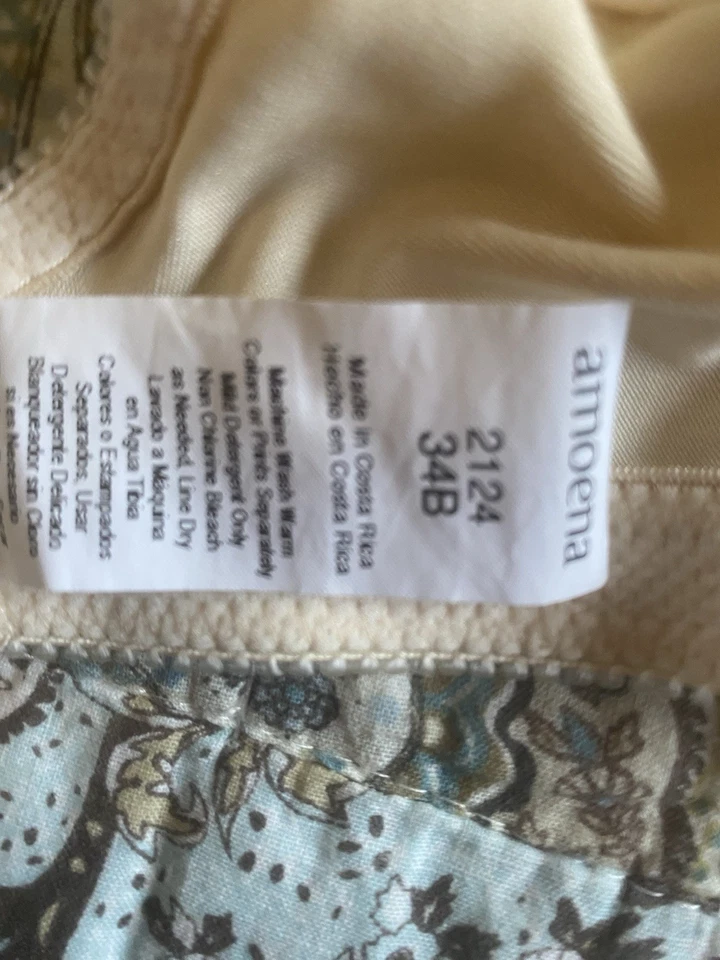 amoena
2124
34B
Made in Costa Rica
Hecho en Costa Rica
Machine Wash Warm
Colors or Prints Separately
Mild Detergent Only
Non Chlorine Bleach
as Needed, Line Dry
Lavado a Máquina
en Agua Tibia
Colores o Estampados
Separados, Usar
Detergente Delicado
Blanqueador sin Cloro
si es Necesario